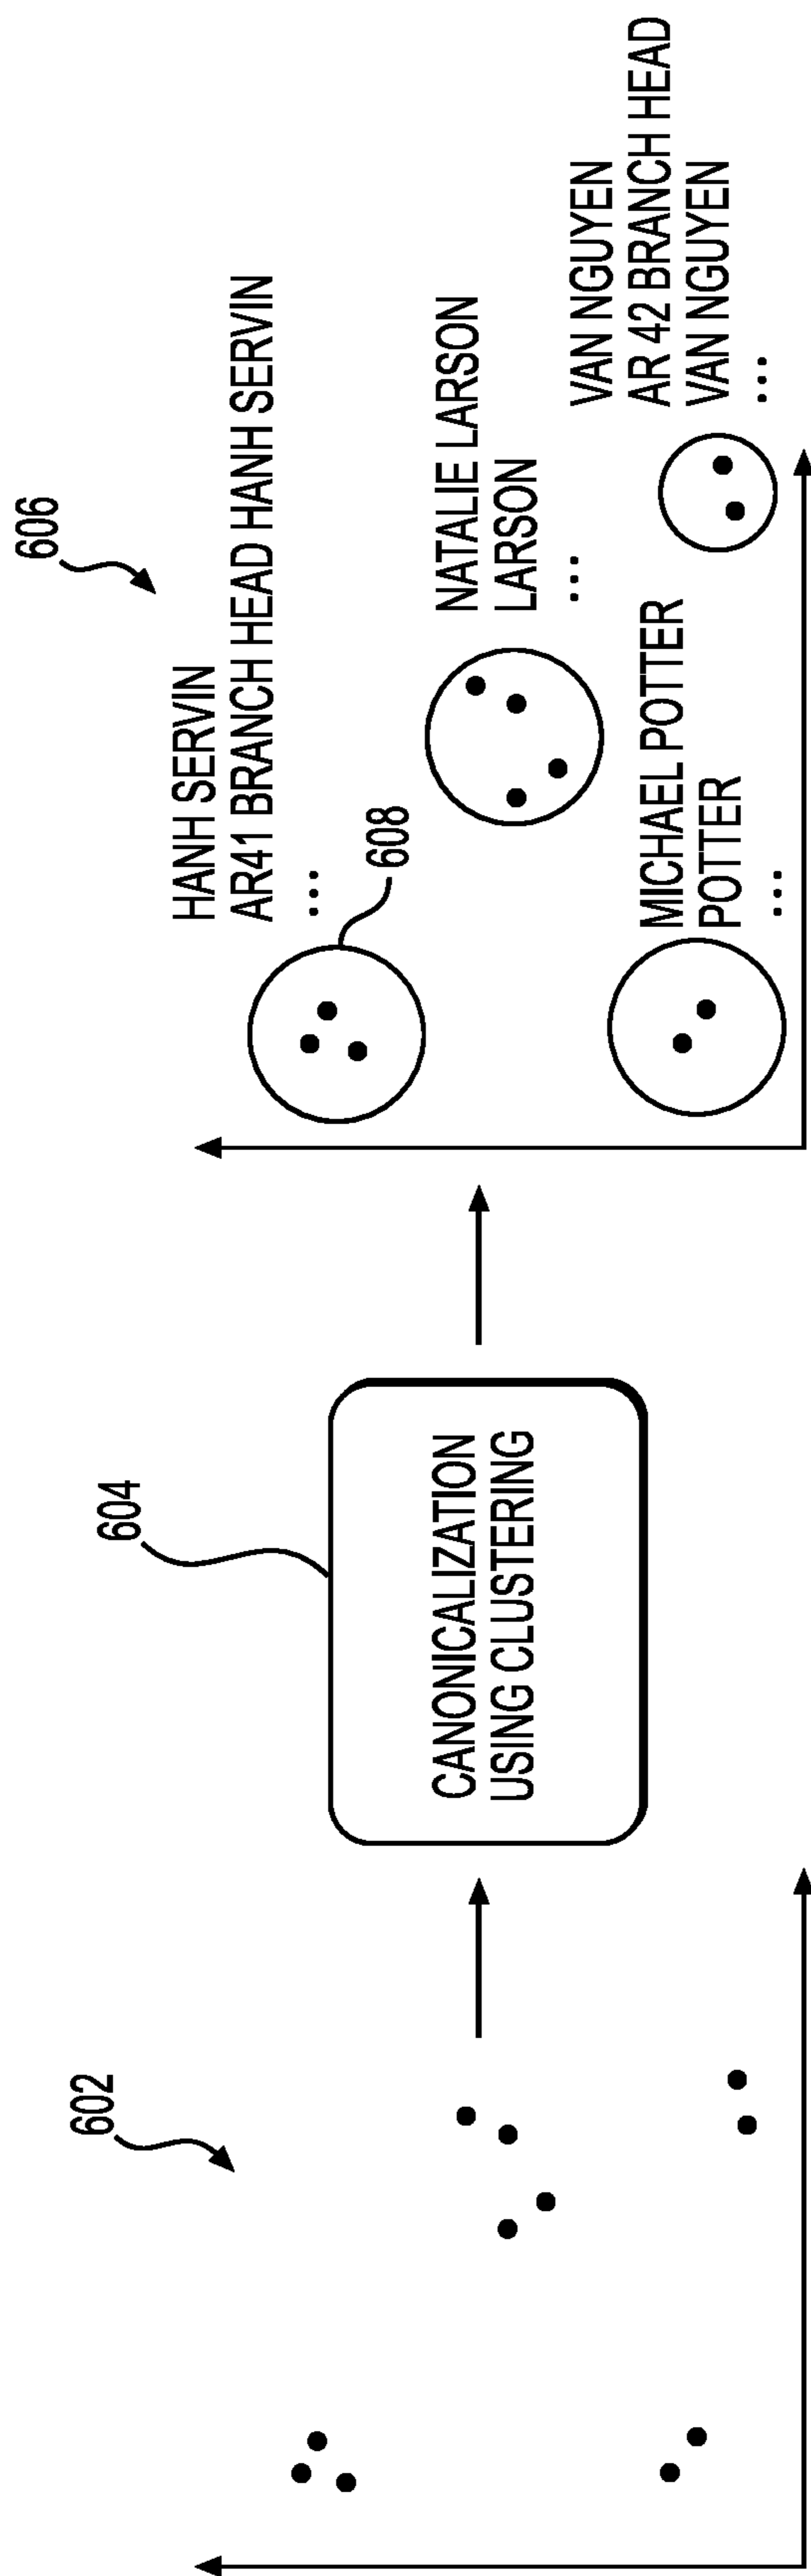 602
604
CANONICALIZATION
USING CLUSTERING
606
HANH SERVIN
AR41 BRANCH HEAD HANH SERVIN
...
608
NATALIE LARSON
LARSON
...
MICHAEL POTTER
POTTER
...
VAN NGUYEN
AR 42 BRANCH HEAD
VAN NGUYEN
...